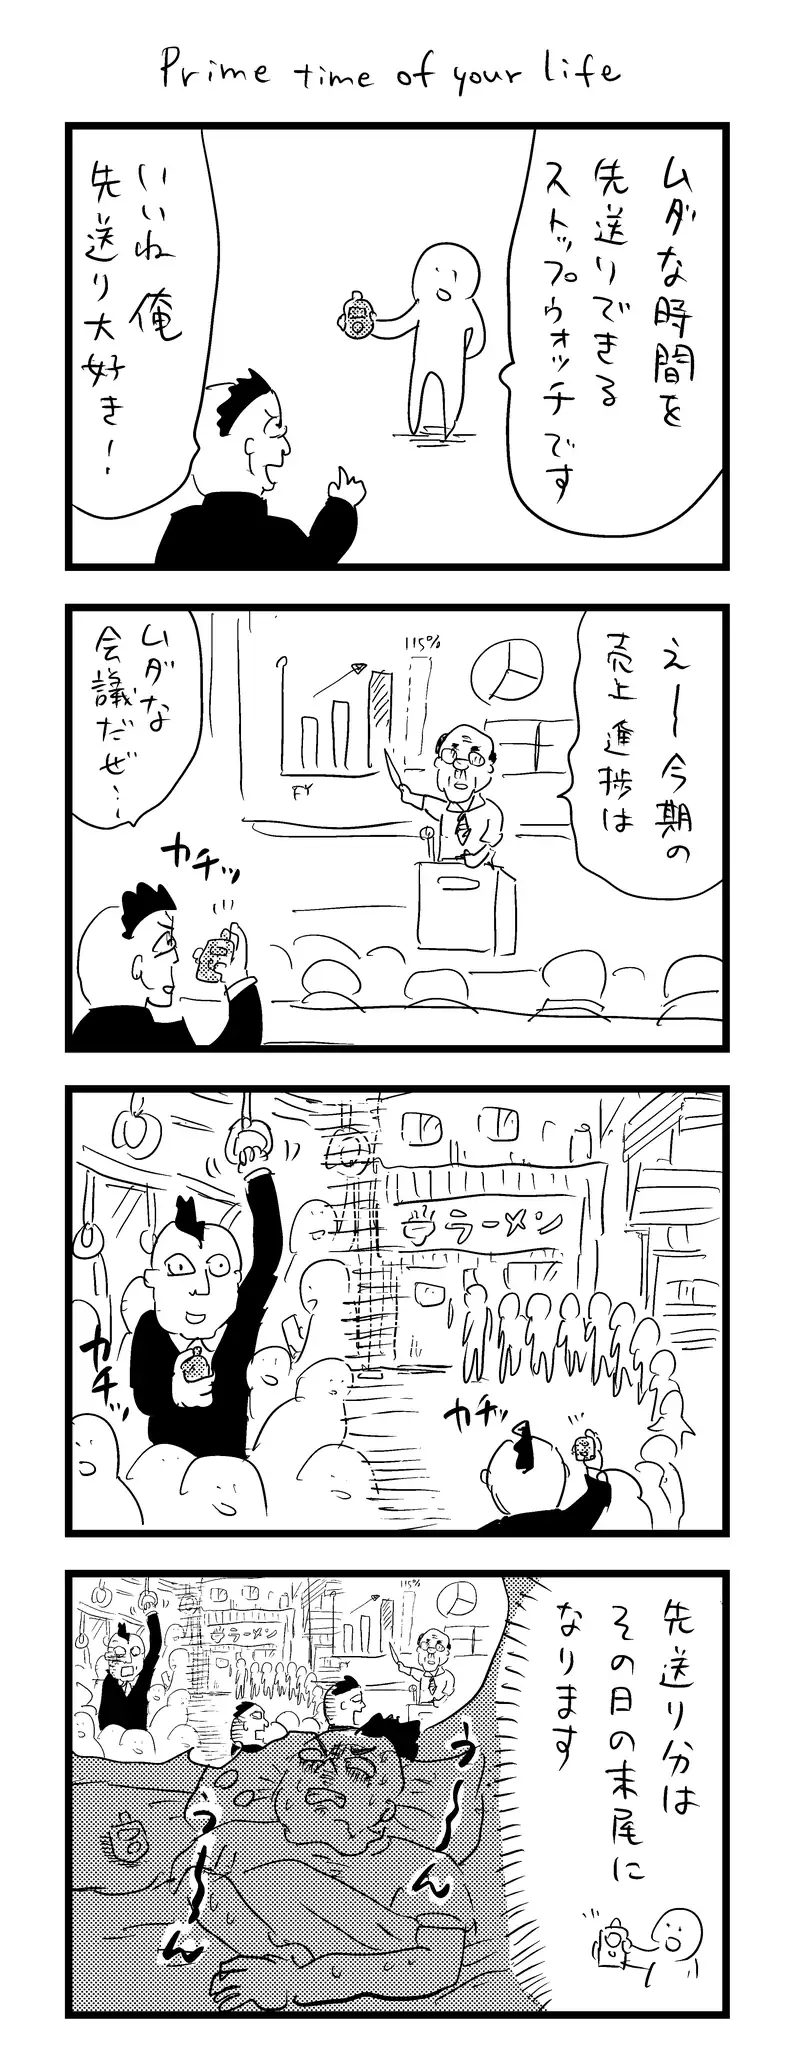 Prime time of your life
ムダな時間を
先送りできる
ストップウォッチです
いいね 俺
先送り大好き！
えー今期の
売上進捗は
115%
FY
ムダな
会議だぜ…
カチッ
ラーメン
カチッ
カチッ
先送り分は
その日の末尾に
なります
115%
ラーメン
う〜ん
う〜ん